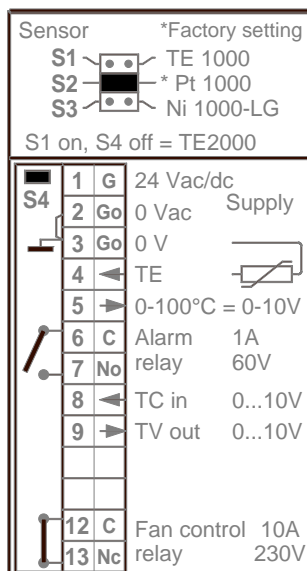 Sensor *Factory setting
S1 TE 1000
S2 * Pt 1000
S3 Ni 1000-LG
S1 on, S4 off = TE2000
S4
1 G 24 Vac/dc
2 Go 0 Vac Supply
3 Go 0 V
4 TE
5 0-100°C = 0-10V
6 C Alarm 1A
7 No relay 60V
8 TC in 0...10V
9 TV out 0...10V
12 C Fan control 10A
13 Nc relay 230V